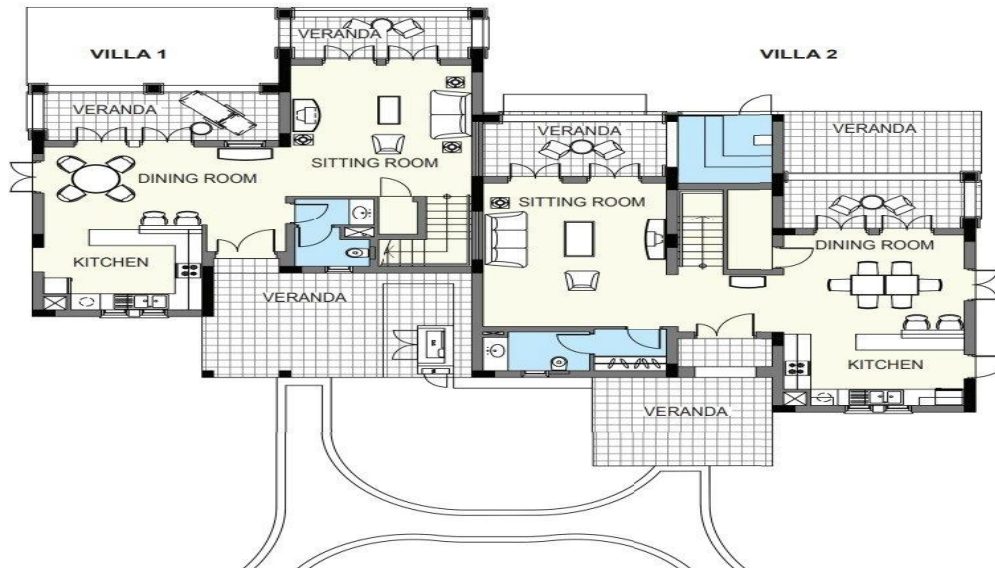 VILLA 1
VERANDA
VERANDA
SITTING ROOM
DINING ROOM
KITCHEN
VERANDA
VILLA 2
VERANDA
VERANDA
SITTING ROOM
DINING ROOM
KITCHEN
VERANDA